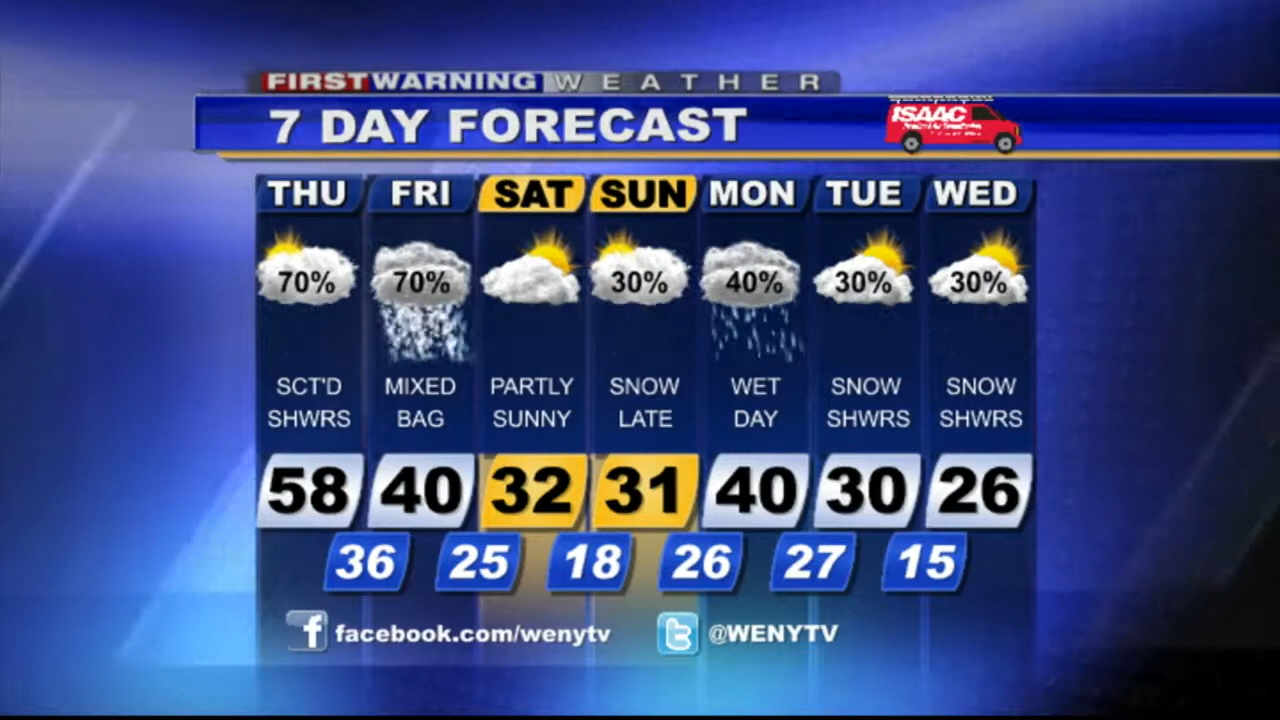 FIRST WARNING WEATHER
7 DAY FORECAST
ISAAC
THU FRI SAT SUN MON TUE WED
70% 70% 30% 40% 30% 30%
SCT'D MIXED PARTLY SNOW WET SNOW SNOW
SHWRS BAG SUNNY LATE DAY SHWRS SHWRS
58 40 32 31 40 30 26
36 25 18 26 27 15
facebook.com/wenytv @WENYTV